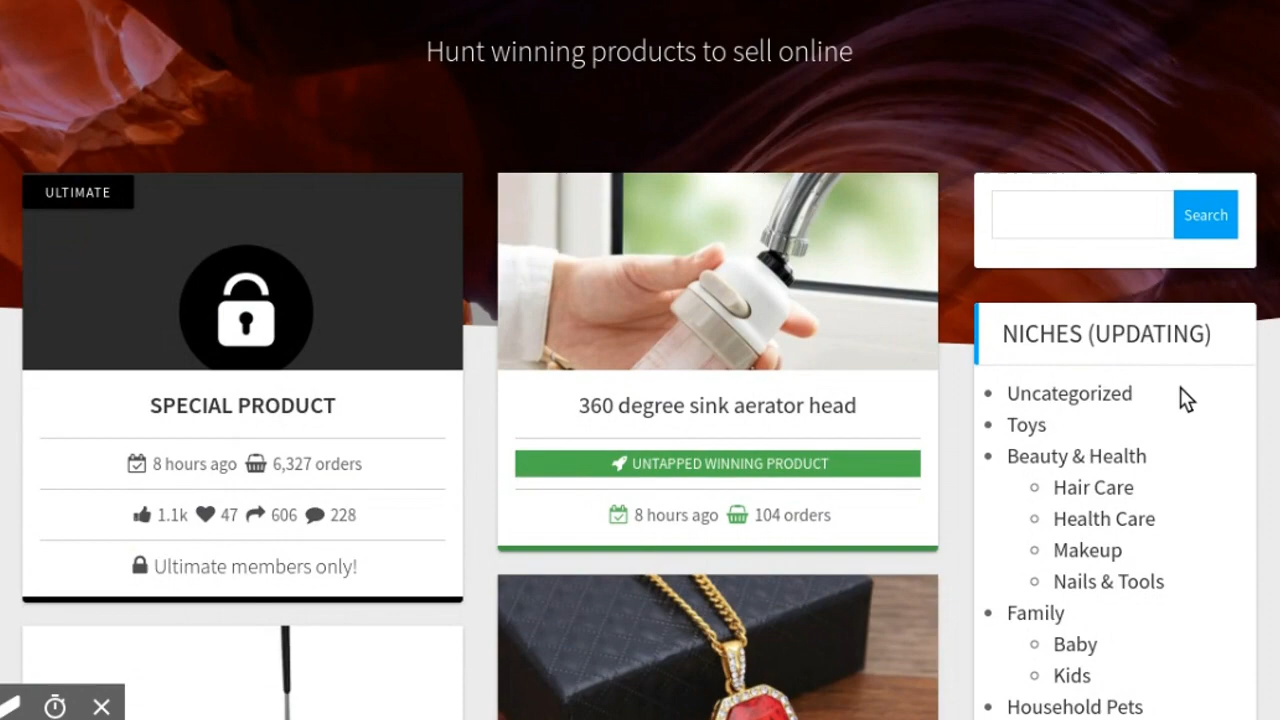 Hunt winning products to sell online
ULTIMATE
SPECIAL PRODUCT
8 hours ago 6,327 orders
1.1k 47 606 228
Ultimate members only!
360 degree sink aerator head
UNTAPPED WINNING PRODUCT
8 hours ago 104 orders
Search
NICHES (UPDATING)
Uncategorized
Toys
Beauty & Health
Hair Care
Health Care
Makeup
Nails & Tools
Family
Baby
Kids
Household Pets